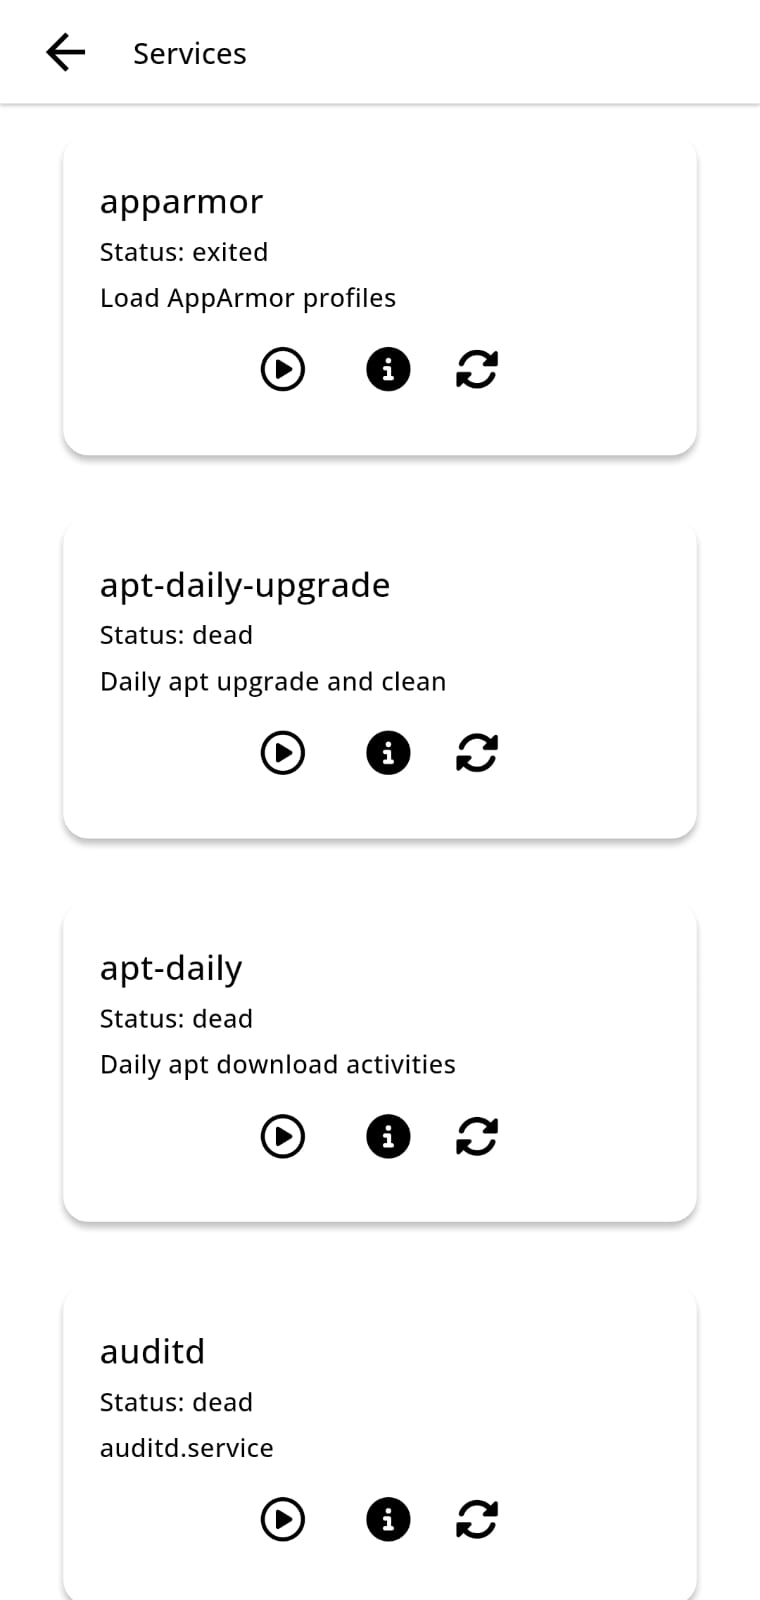 Services
apparmor
Status: exited
Load AppArmor profiles
apt-daily-upgrade
Status: dead
Daily apt upgrade and clean
apt-daily
Status: dead
Daily apt download activities
auditd
Status: dead
auditd.service